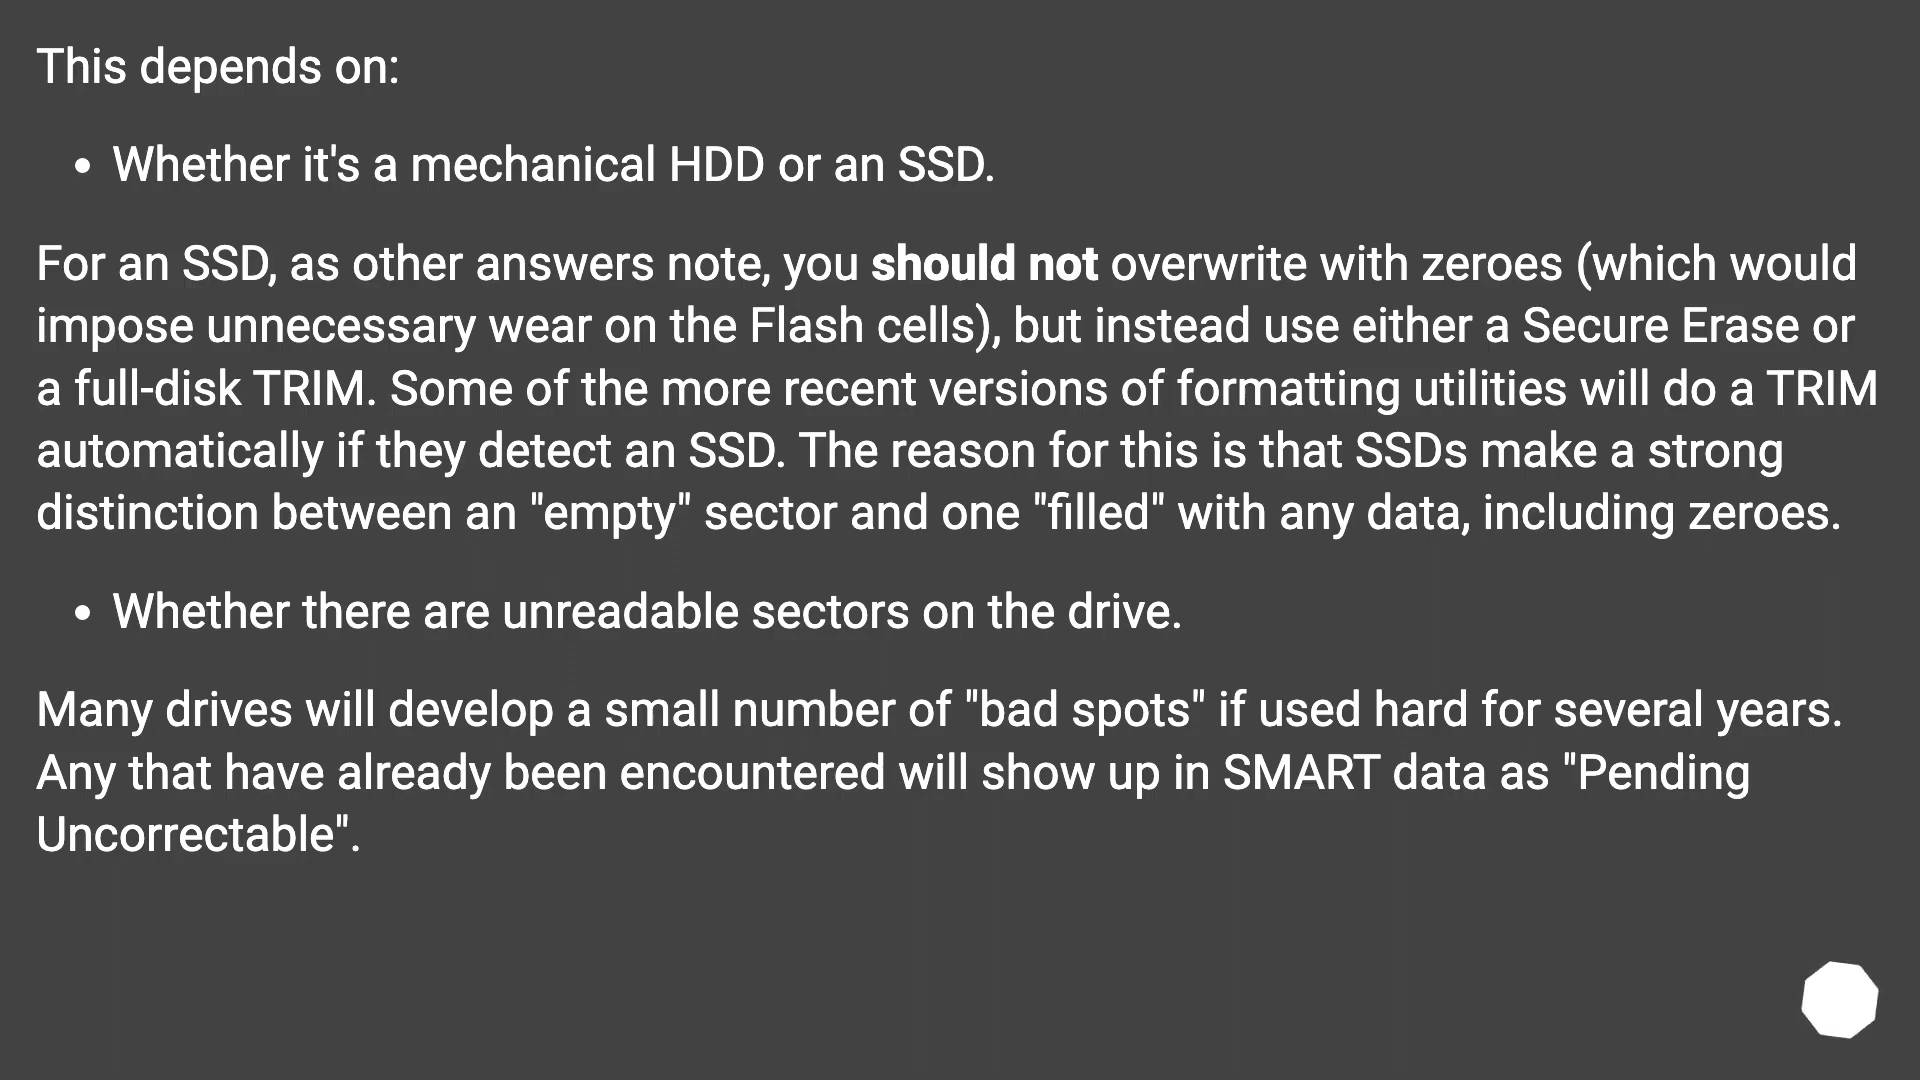 This depends on:
• Whether it's a mechanical HDD or an SSD.
For an SSD, as other answers note, you should not overwrite with zeroes (which would
impose unnecessary wear on the Flash cells), but instead use either a Secure Erase or
a full-disk TRIM. Some of the more recent versions of formatting utilities will do a TRIM
automatically if they detect an SSD. The reason for this is that SSDs make a strong
distinction between an "empty" sector and one "filled" with any data, including zeroes.
• Whether there are unreadable sectors on the drive.
Many drives will develop a small number of "bad spots" if used hard for several years.
Any that have already been encountered will show up in SMART data as "Pending
Uncorrectable".